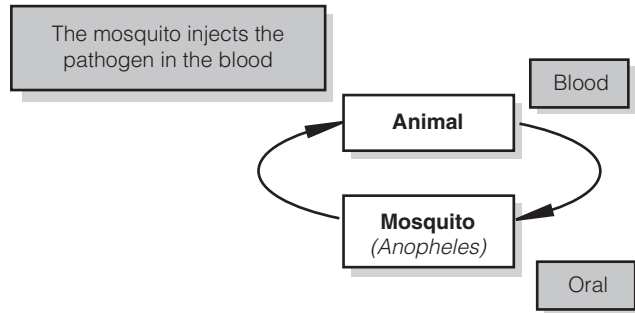 The mosquito injects the
pathogen in the blood
Blood
Animal
Mosquito
(Anopheles)
Oral